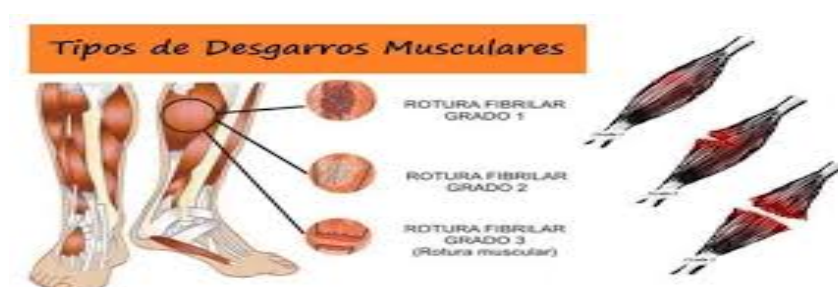 Tipos de Desgarros Musculares
ROTURA FIBRILAR
GRADO 1
ROTURA FIBRILAR
GRADO 2
ROTURA FIBRILAR
GRADO 3
(Rotura muscular)